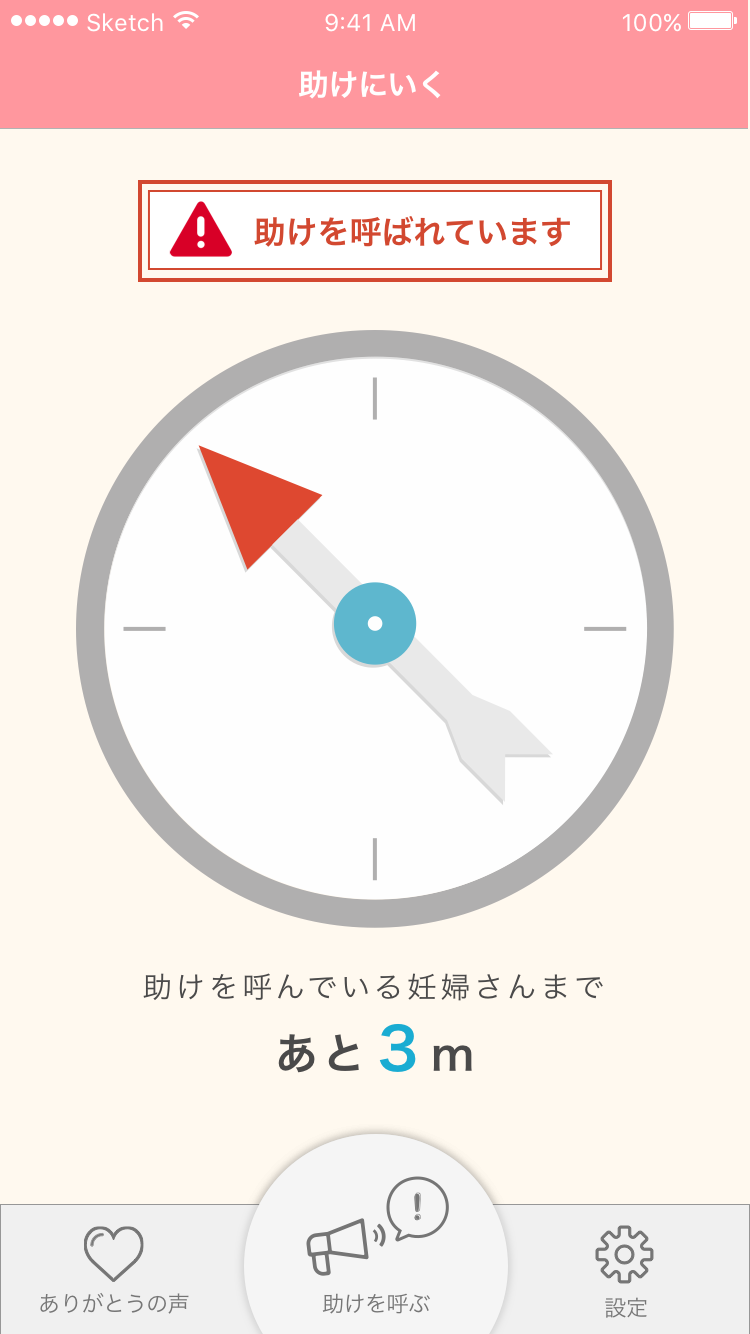 Sketch 9:41 AM 100%
助けにいく
助けを呼ばれています
助けを呼んでいる妊婦さんまで
あと3m
ありがとうの声 助けを呼ぶ 設定